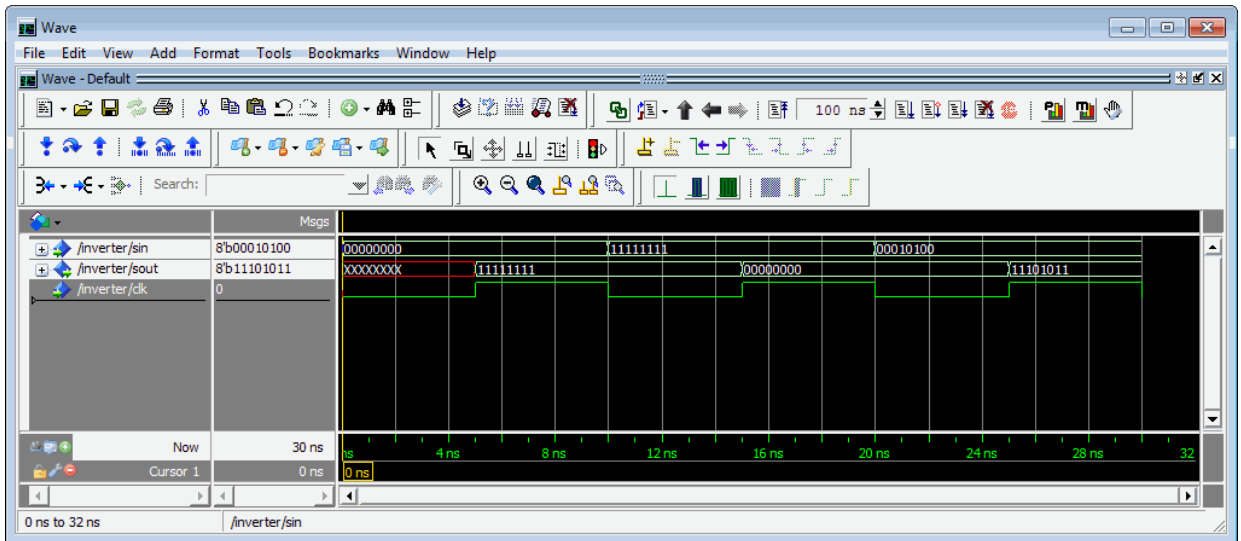 Wave
File Edit View Add Format Tools Bookmarks Window Help
Wave - Default
100 ns
Search:
Msgs
/inverter/sin 8'b00010100 00000000 11111111 00010100
/inverter/sout 8'b11101011 XXXXXXXX 11111111 00000000 11101011
/inverter/clk 0
Now 30 ns ns 4 ns 8 ns 12 ns 16 ns 20 ns 24 ns 28 ns 32
Cursor 1 0 ns 0 ns
0 ns to 32 ns /inverter/sin